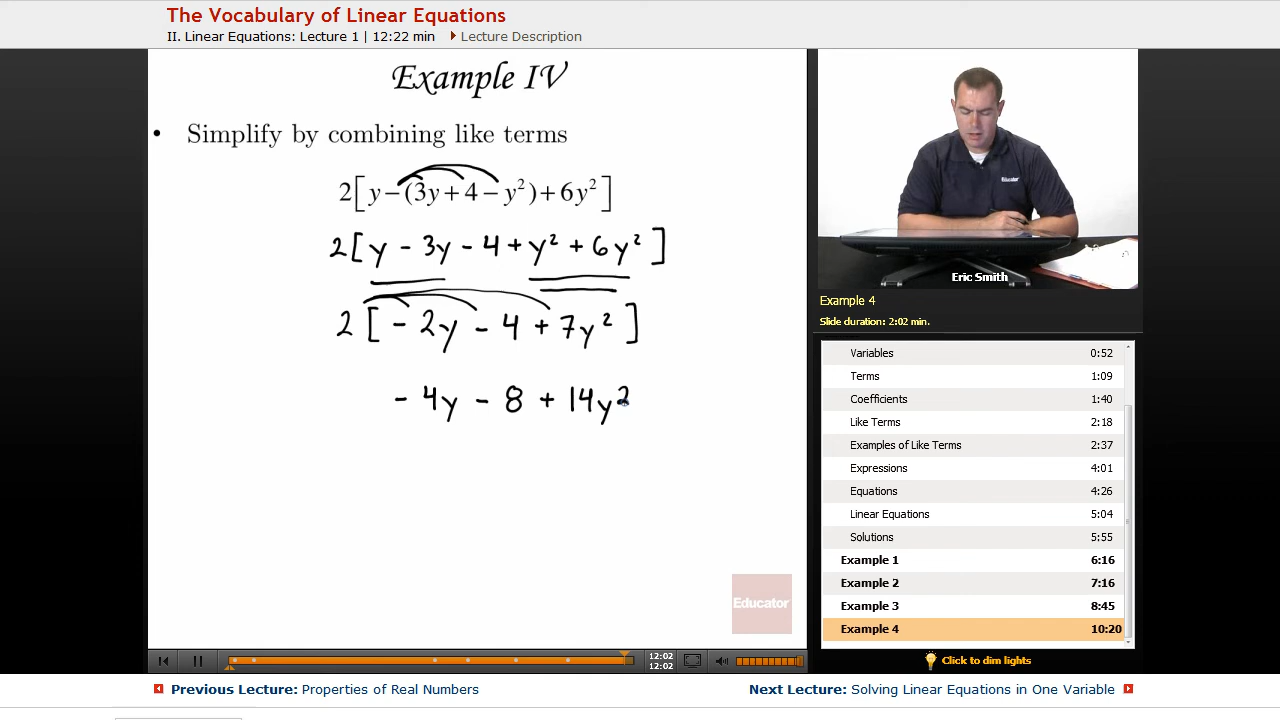 The Vocabulary of Linear Equations
II. Linear Equations: Lecture 1 | 12:22 min Lecture Description
Example IV
• Simplify by combining like terms
2[y−(3y+4−y²)+6y²]
2[y - 3y - 4 + y² + 6y²]
2[- 2y - 4 + 7y²]
- 4y - 8 + 14y²
Educator
Educator
Eric Smith
Example 4
Slide duration: 2:02 min.
Variables 0:52
Terms 1:09
Coefficients 1:40
Like Terms 2:18
Examples of Like Terms 2:37
Expressions 4:01
Equations 4:26
Linear Equations 5:04
Solutions 5:55
Example 1 6:16
Example 2 7:16
Example 3 8:45
Example 4 10:20
12:02
12:02
Click to dim lights
Previous Lecture: Properties of Real Numbers
Next Lecture: Solving Linear Equations in One Variable